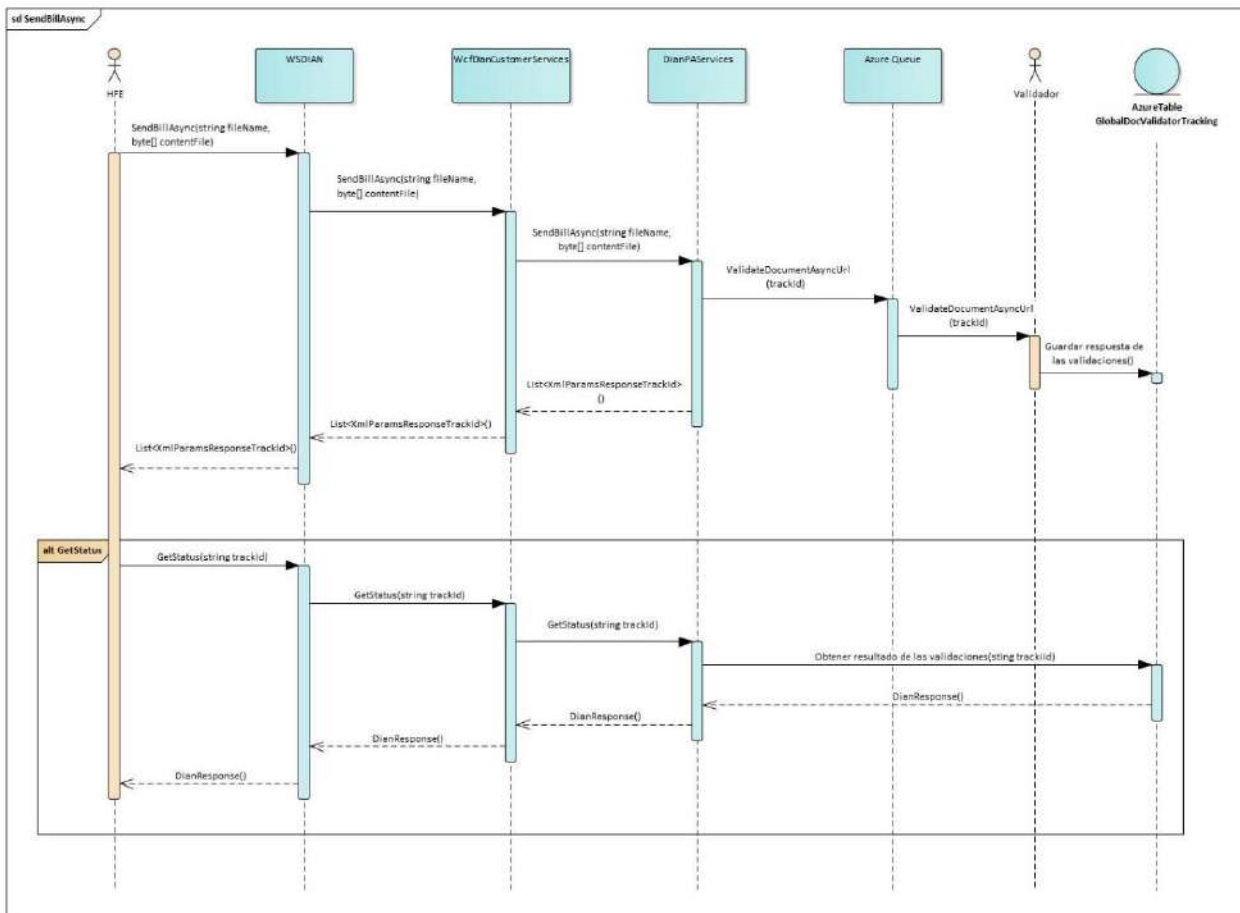 sd SendBillAsync
HFE
WSDIAN
WcfDianCustomerServices
DianPAServices
Azure Queue
Validador
AzureTable
GlobalDocValidatorTracking
SendBillAsync(string fileName,
byte[] contentFile)
SendBillAsync(string fileName,
byte[] contentFile)
SendBillAsync(string fileName,
byte[] contentFile)
ValidateDocumentAsyncUrl
(trackId)
ValidateDocumentAsyncUrl
(trackId)
Guardar respuesta de
las validaciones()
List<XmlParamsResponseTrackId>
()
List<XmlParamsResponseTrackId>()
List<XmlParamsResponseTrackId>()
alt GetStatus
GetStatus(string trackId)
GetStatus(string trackId)
GetStatus(string trackId)
Obtener resultado de las validaciones(sting trackId)
DianResponse()
DianResponse()
DianResponse()
DianResponse()